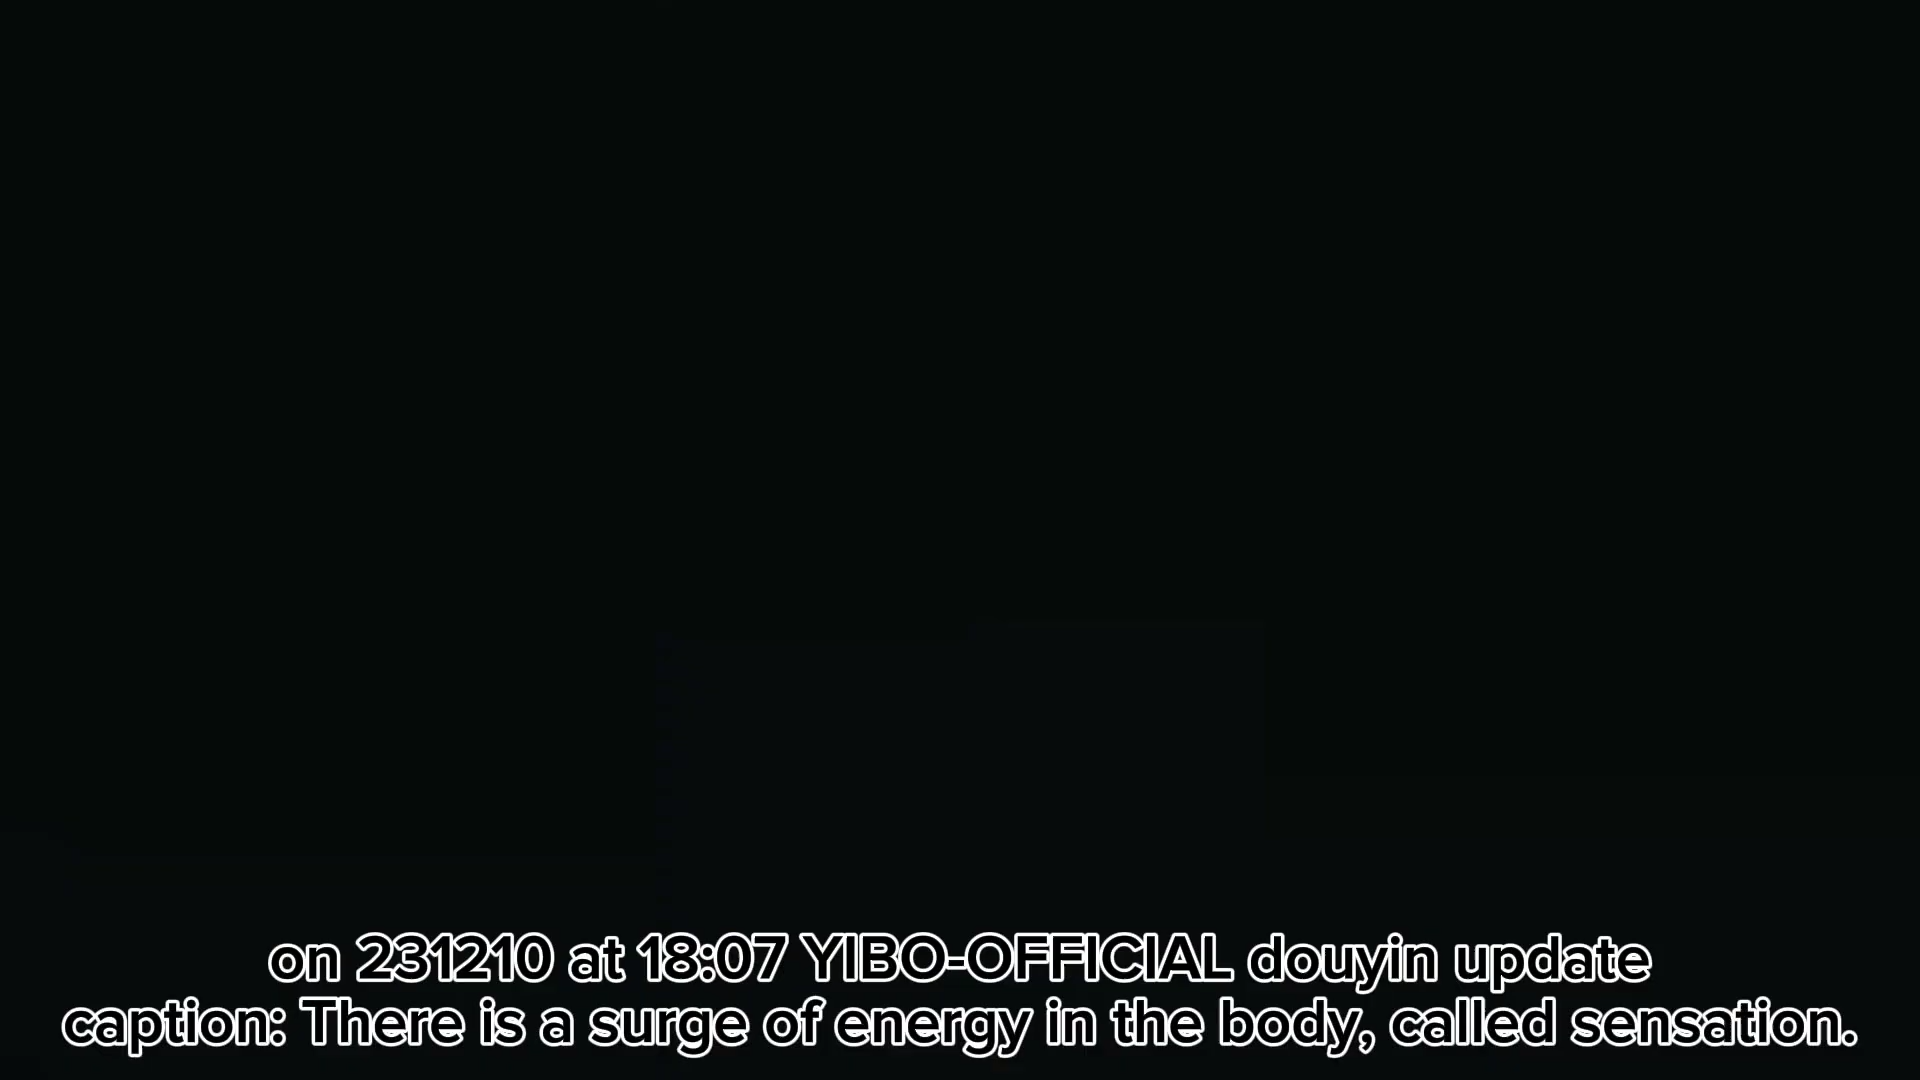 on 231210 at 18:07 YIBO-OFFICIAL douyin update
caption: There is a surge of energy in the body, called sensation.